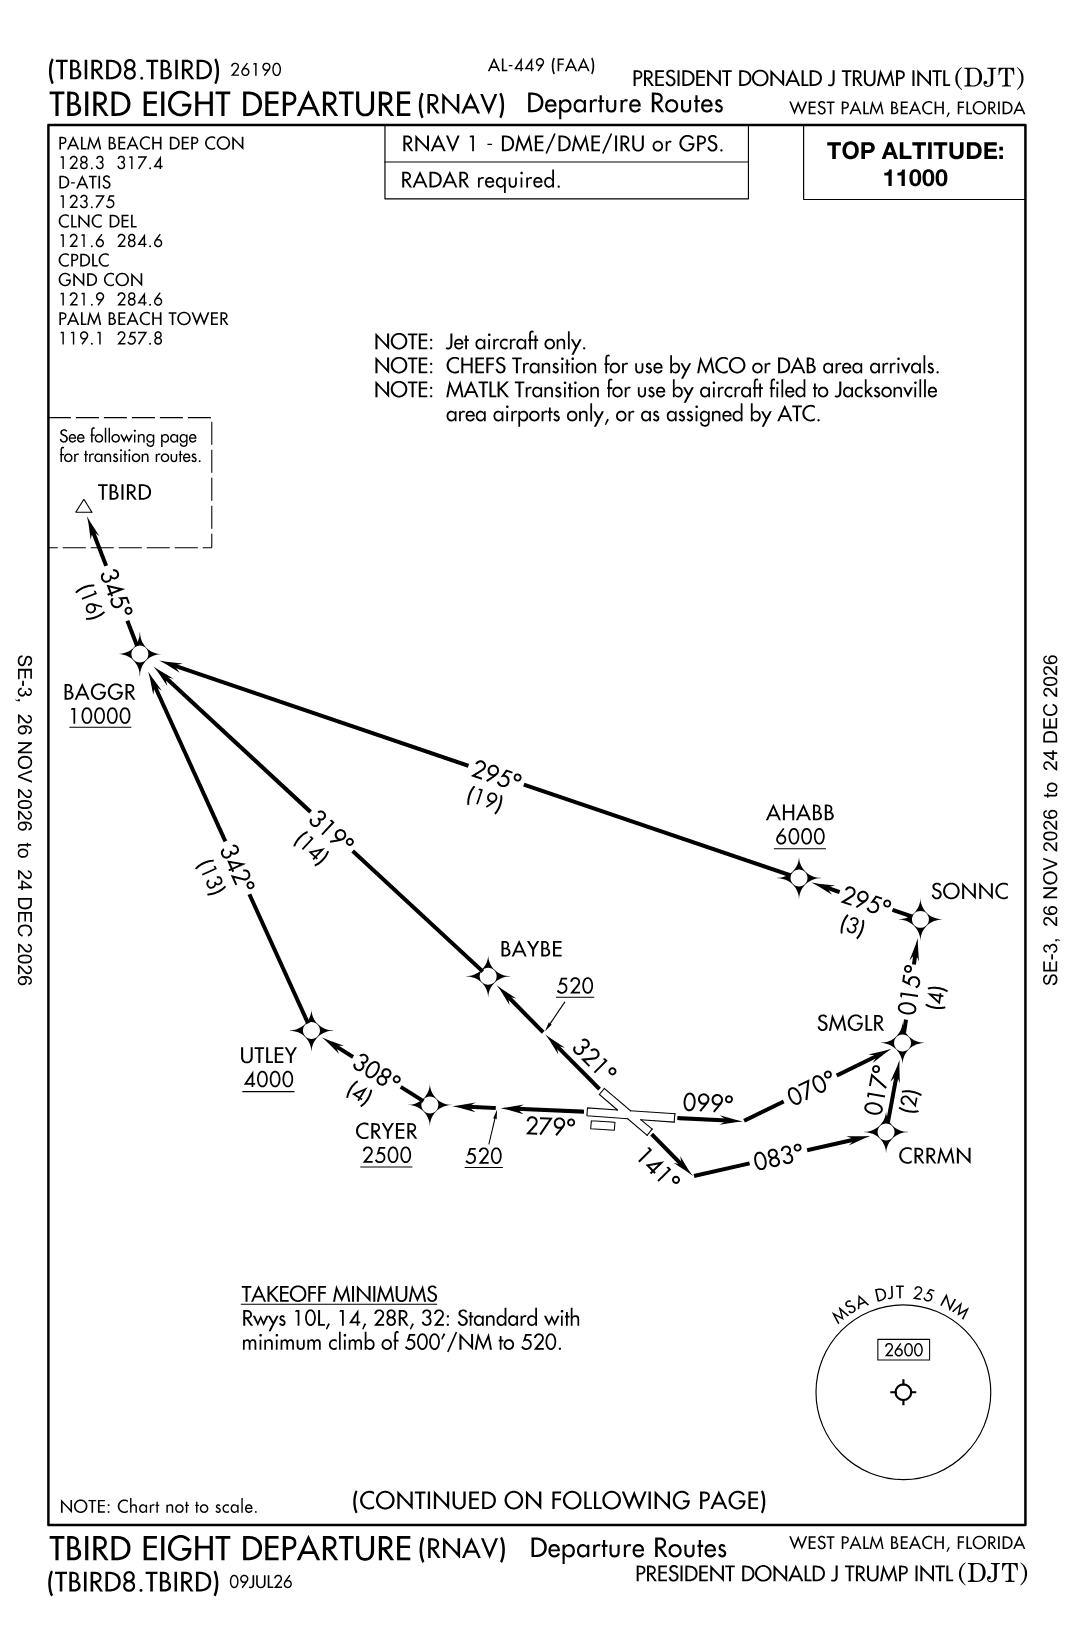 (TBIRD8.TBIRD) 26190
AL-449 (FAA)
PRESIDENT DONALD J TRUMP INTL (DJT)
TBIRD EIGHT DEPARTURE (RNAV) Departure Routes
WEST PALM BEACH, FLORIDA
PALM BEACH DEP CON
128.3 317.4
D-ATIS
123.75
CLNC DEL
121.6 284.6
CPDLC
GND CON
121.9 284.6
PALM BEACH TOWER
119.1 257.8
RNAV 1 - DME/DME/IRU or GPS.
RADAR required.
TOP ALTITUDE:
11000
NOTE: Jet aircraft only.
NOTE: CHEFS Transition for use by MCO or DAB area arrivals.
NOTE: MATLK Transition for use by aircraft filed to Jacksonville
area airports only, or as assigned by ATC.
See following page
for transition routes.
TBIRD
345°
(16)
BAGGR
10000
295°
(19)
319°
(14)
342°
(13)
AHABB
6000
295°
(3)
SONNC
015°
(4)
BAYBE
520
SMGLR
321°
UTLEY
4000
308°
(4)
CRYER
2500
279°
520
099°
070°
017°
(2)
141°
083°
CRRMN
SE-3, 26 NOV 2026 to 24 DEC 2026
SE-3, 26 NOV 2026 to 24 DEC 2026
TAKEOFF MINIMUMS
Rwys 10L, 14, 28R, 32: Standard with
minimum climb of 500'/NM to 520.
MSA DJT 25 NM
2600
NOTE: Chart not to scale.
(CONTINUED ON FOLLOWING PAGE)
TBIRD EIGHT DEPARTURE (RNAV) Departure Routes
WEST PALM BEACH, FLORIDA
(TBIRD8.TBIRD) 09JUL26
PRESIDENT DONALD J TRUMP INTL (DJT)